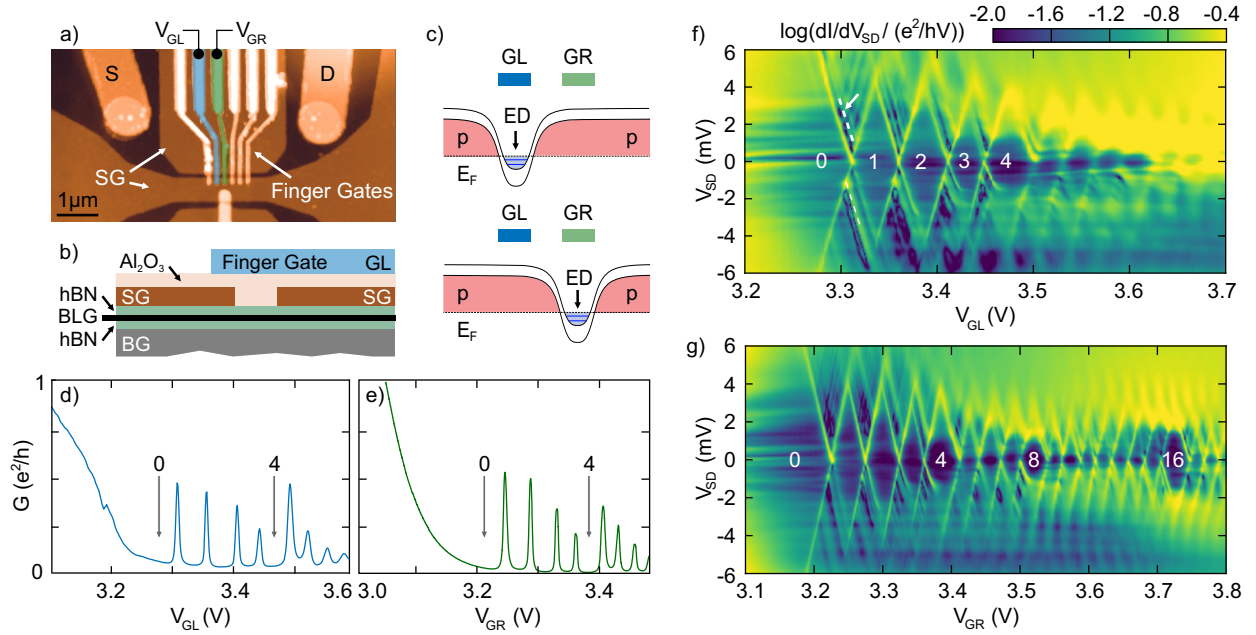 a)
V_GL
V_GR
S
D
SG
Finger Gates
1μm
b)
Al₂O₃
Finger Gate
GL
hBN
SG
SG
BLG
hBN
BG
c)
GL
GR
ED
p
p
E_F
GL
GR
ED
p
p
E_F
d)
1
0
4
G (e²/h)
0
3.2
3.4
3.6
V_GL (V)
e)
0
4
3.0
3.2
3.4
V_GR (V)
f)
log(dI/dV_SD / (e²/hV))
-2.0
-1.6
-1.2
-0.8
-0.4
6
4
2
0
-2
-4
-6
V_SD (mV)
0
1
2
3
4
3.2
3.3
3.4
3.5
3.6
3.7
V_GL (V)
g)
6
4
2
0
-2
-4
-6
V_SD (mV)
0
4
8
16
3.1
3.2
3.3
3.4
3.5
3.6
3.7
3.8
V_GR (V)